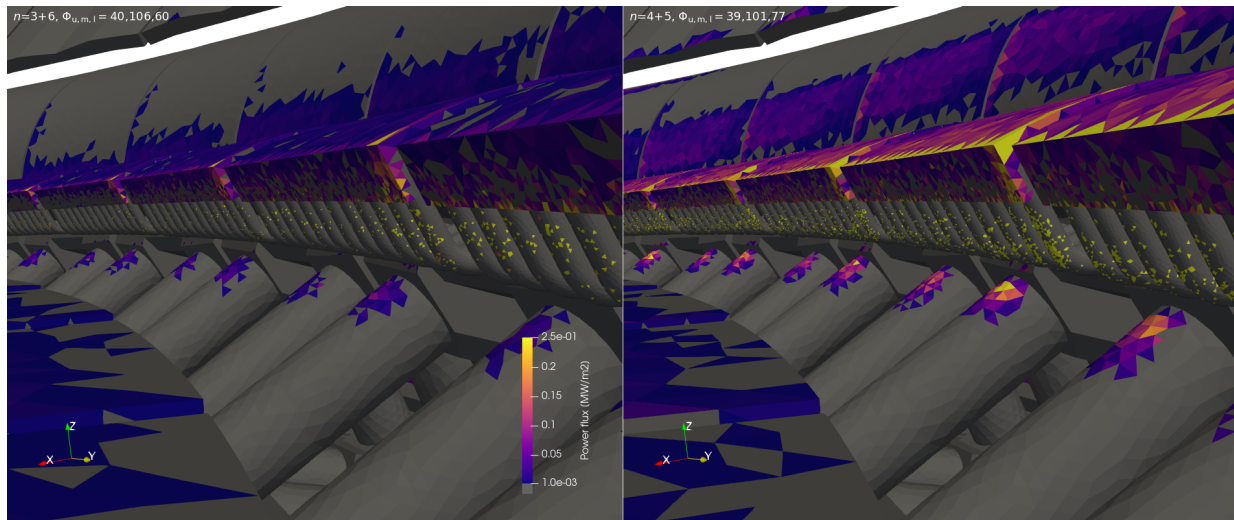 n=3+6, Φu, m, l = 40,106,60
n=4+5, Φu, m, l = 39,101,77
2.5e-01
0.2
0.15
0.1
0.05
1.0e-03
Power flux (MW/m2)
Z
X
Y
Z
X
Y